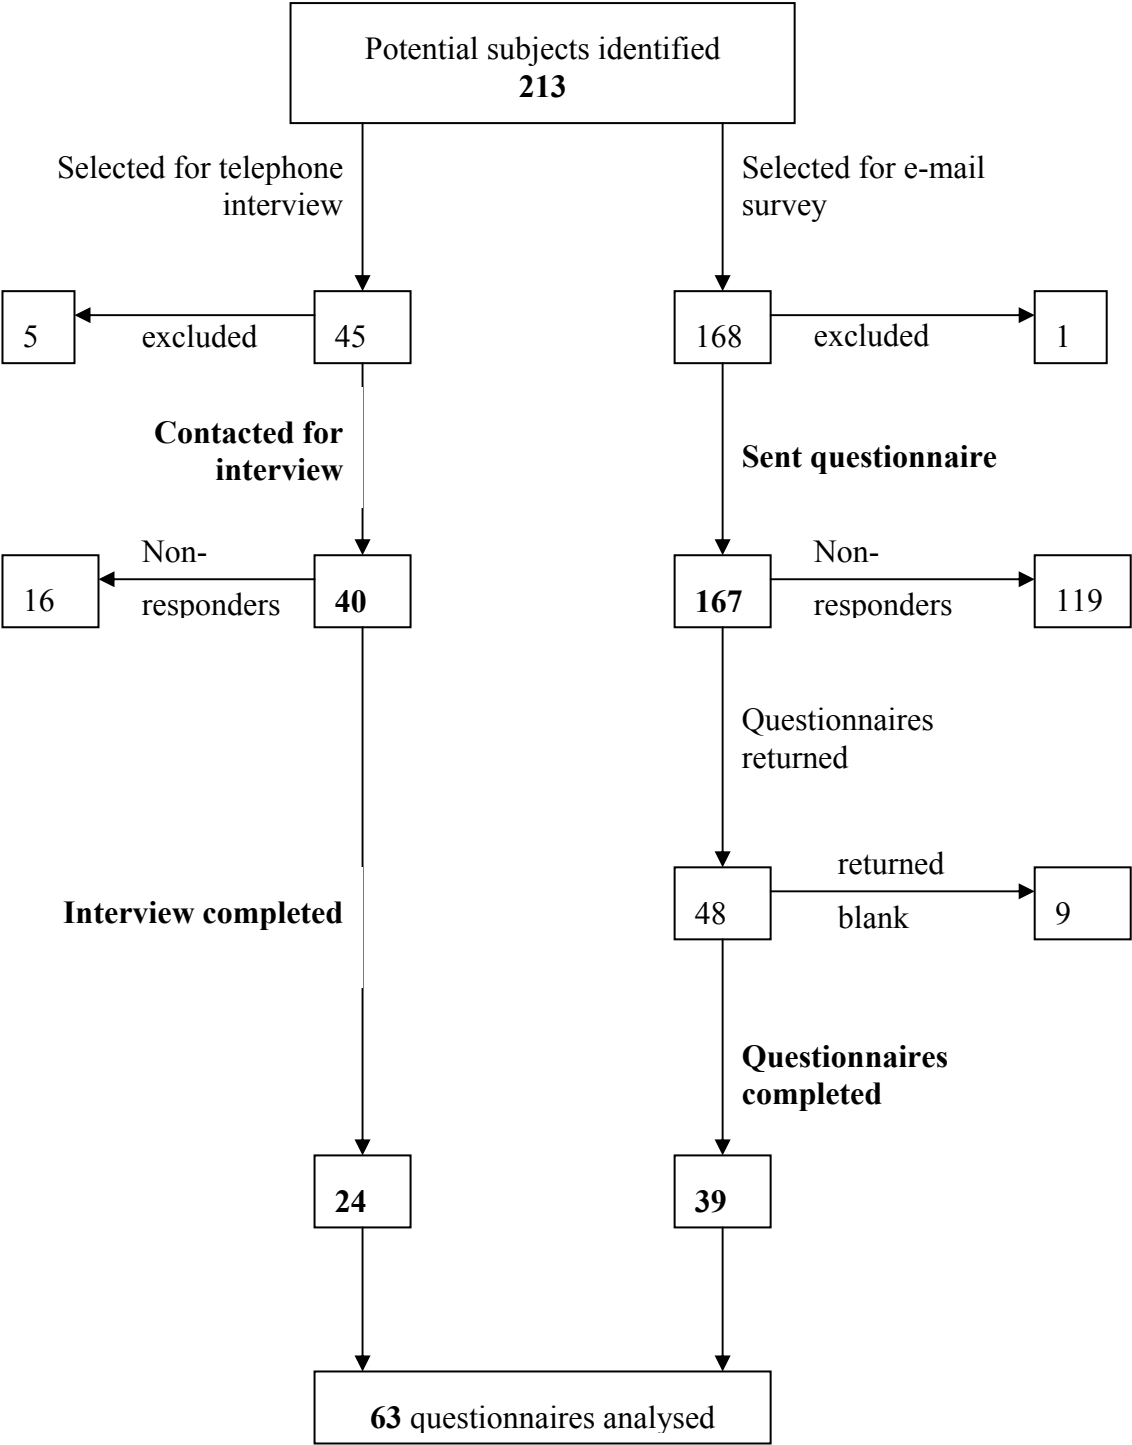 Potential subjects identified
213
Selected for telephone
interview
Selected for e-mail
survey
5
excluded
45
168
excluded
1
Contacted for
interview
Sent questionnaire
16
Non-
responders
40
167
Non-
responders
119
Questionnaires
returned
48
returned
blank
9
Interview completed
Questionnaires
completed
24
39
63 questionnaires analysed